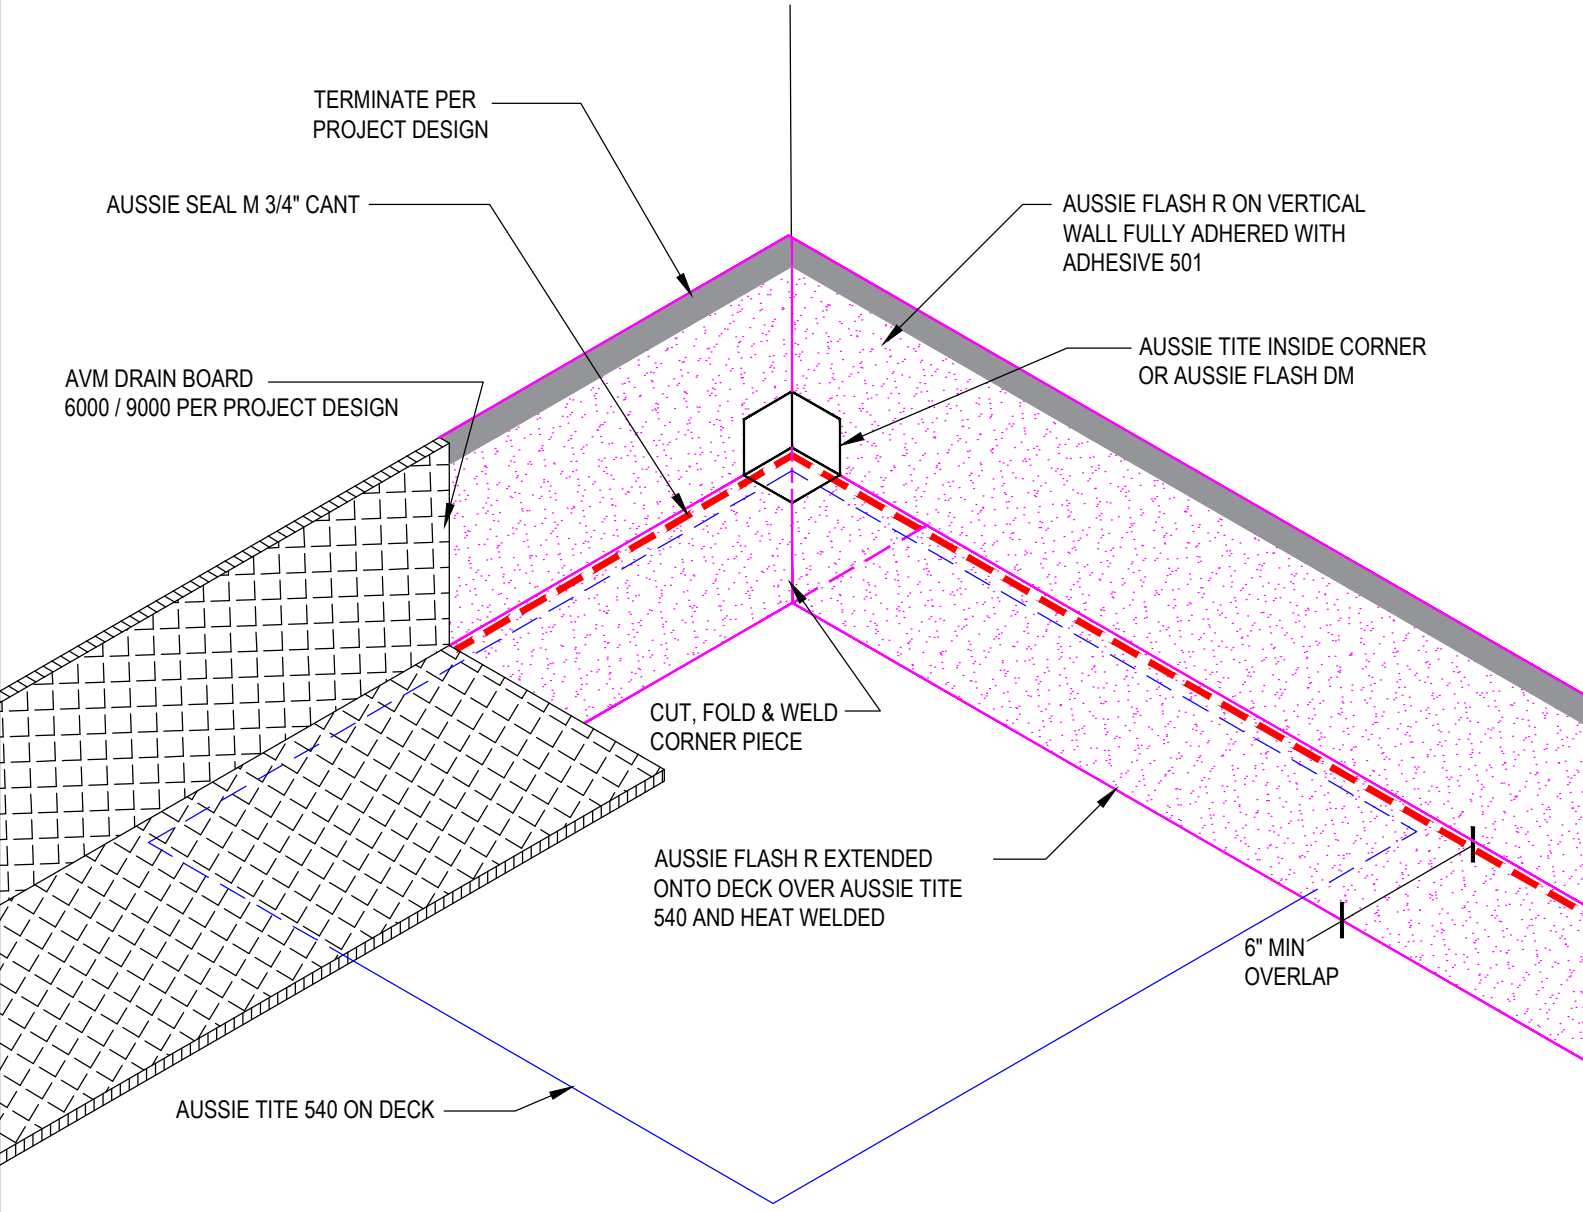 TERMINATE PER
PROJECT DESIGN
AUSSIE SEAL M 3/4" CANT
AUSSIE FLASH R ON VERTICAL
WALL FULLY ADHERED WITH
ADHESIVE 501
AUSSIE TITE INSIDE CORNER
OR AUSSIE FLASH DM
AVM DRAIN BOARD
6000 / 9000 PER PROJECT DESIGN
CUT, FOLD & WELD
CORNER PIECE
AUSSIE FLASH R EXTENDED
ONTO DECK OVER AUSSIE TITE
540 AND HEAT WELDED
6" MIN
OVERLAP
AUSSIE TITE 540 ON DECK